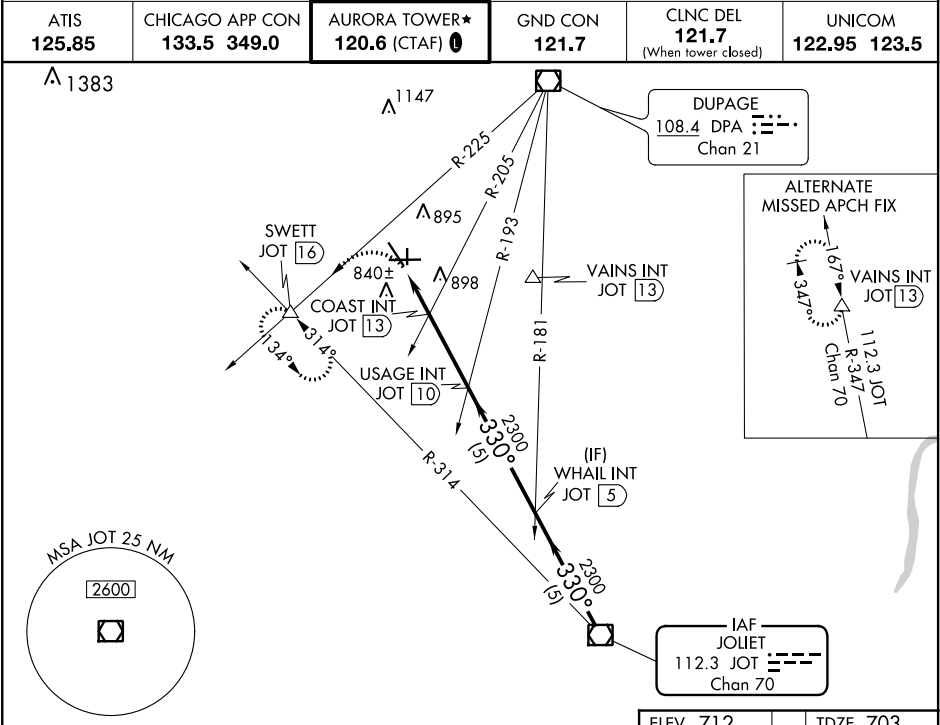 ATIS
125.85
CHICAGO APP CON
133.5 349.0
AURORA TOWER★
120.6 (CTAF) L
GND CON
121.7
CLNC DEL
121.7
(When tower closed)
UNICOM
122.95 123.5
1383
1147
DUPAGE
108.4 DPA
Chan 21
R-225
R-205
R-193
R-181
895
898
840±
SWETT
JOT 16
COAST INT
JOT 13
VAINS INT
JOT 13
ALTERNATE
MISSED APCH FIX
167°
347°
VAINS INT
JOT 13
112.3 JOT
R-347
Chan 70
134°
314°
USAGE INT
JOT 10
2300
330°
(5)
R-314
(IF)
WHAIL INT
JOT 5
2300
330°
(5)
MSA JOT 25 NM
2600
IAF
JOLIET
112.3 JOT
Chan 70
ELEV 712
TDZE 703